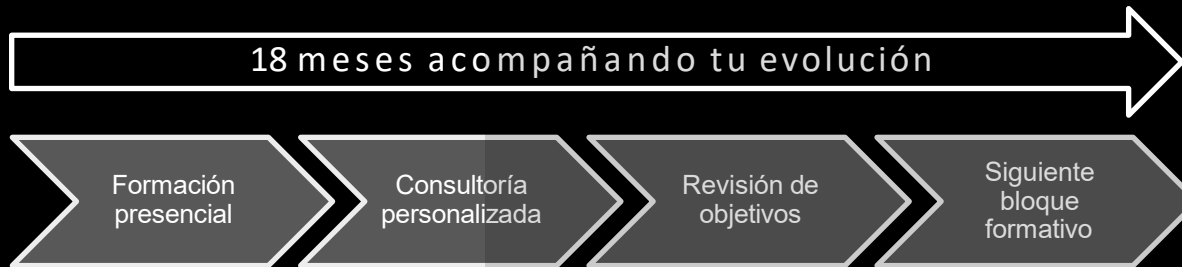 18 meses acompañando tu evolución
Formación
presencial
Consultoría
personalizada
Revisión de
objetivos
Siguiente
bloque
formativo